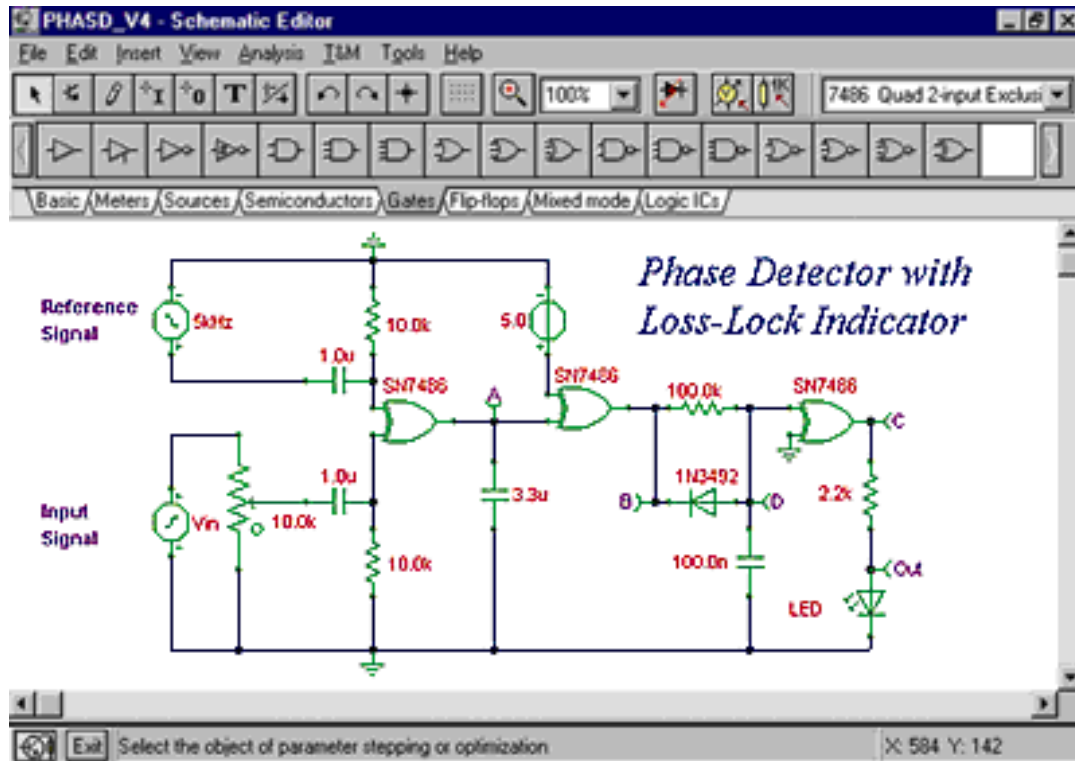 PHASD_V4 - Schematic Editor
File Edit Insert View Analysis T&M Tools Help
T 100% 1K 7486 Quad 2-input Exclusi
Basic Meters Sources Semiconductors Gates Flip-flops Mixed mode Logic ICs
Phase Detector with
Loss-Lock Indicator
Reference
Signal
5kHz
10.0k
5.0
1.0u
SN7486
A
SN7486
100.0k
SN7486
C
Input
Signal
Vin
10.0k
1.0u
3.3u
1N3492
B
D
2.2k
10.0k
100.0n
Out
LED
Exit Select the object of parameter stepping or optimization X: 584 Y: 142